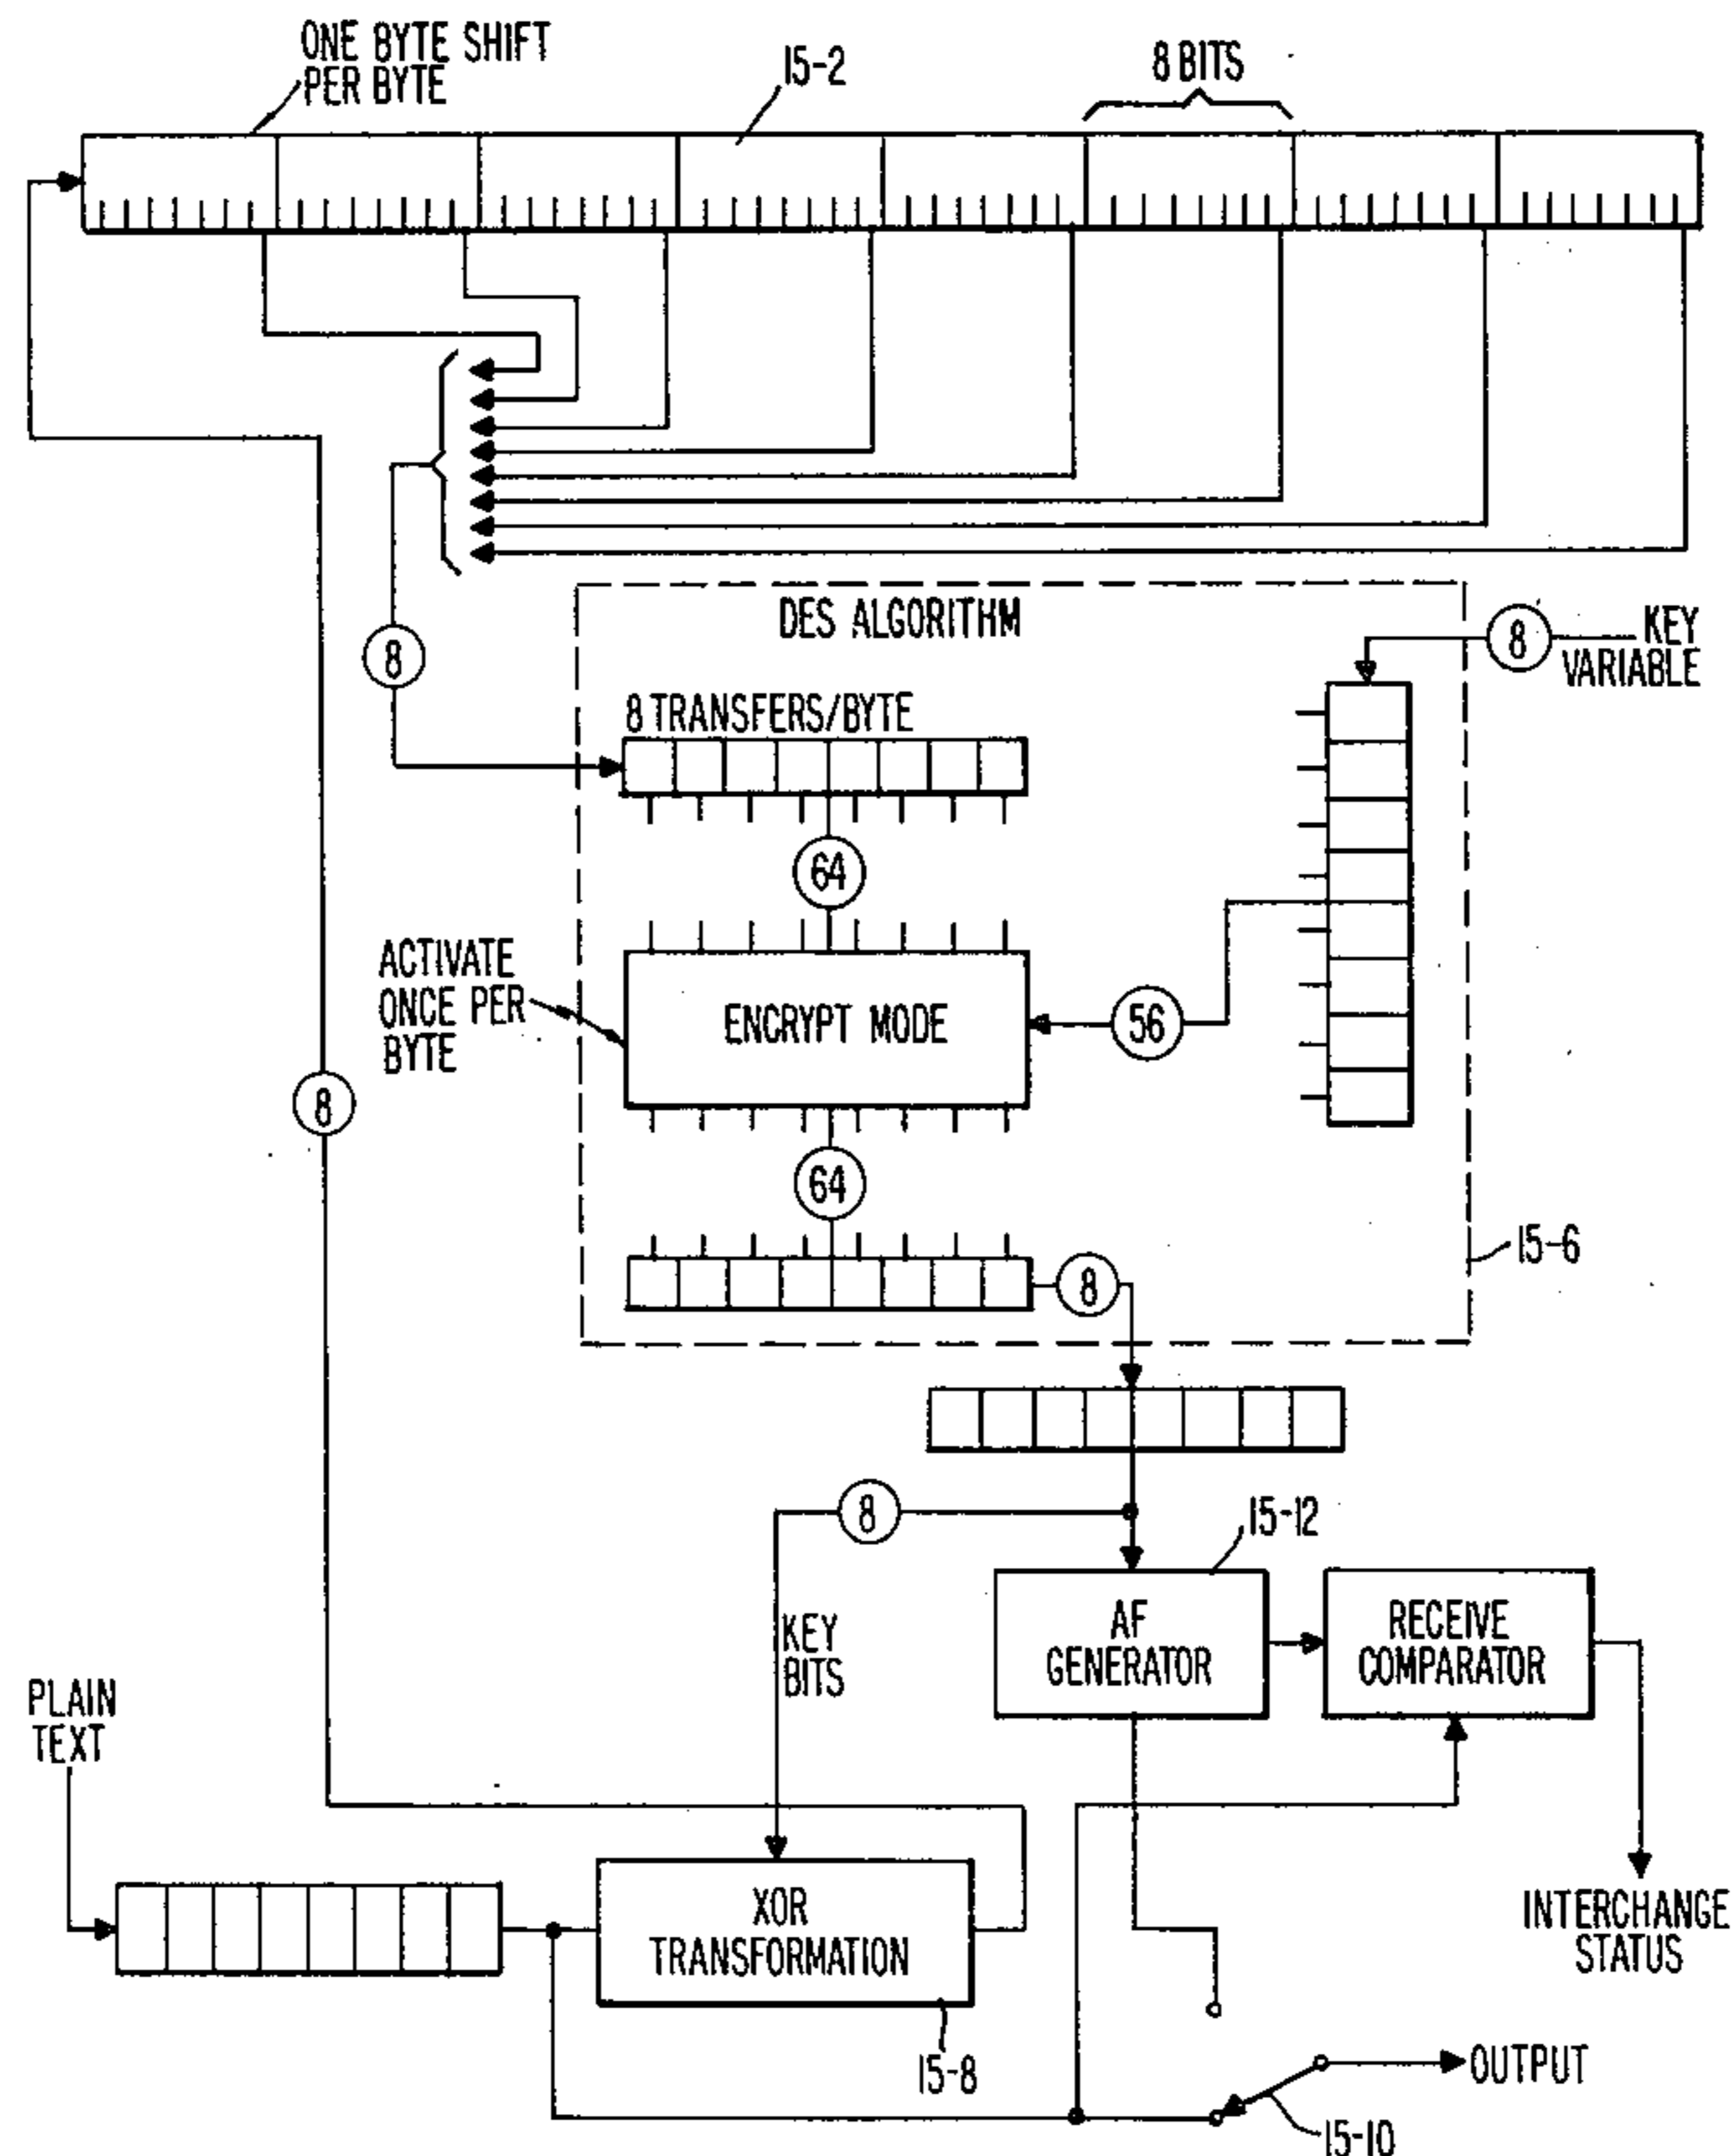 ONE BYTE SHIFT
PER BYTE
15-2
8 BITS
DES ALGORITHM
8
KEY
VARIABLE
8
8 TRANSFERS/BYTE
64
ACTIVATE
ONCE PER
BYTE
ENCRYPT MODE
56
8
64
15-6
8
8
15-12
AF
GENERATOR
RECEIVE
COMPARATOR
KEY
BITS
PLAIN
TEXT
XOR
TRANSFORMATION
INTERCHANGE
STATUS
15-8
OUTPUT
15-10